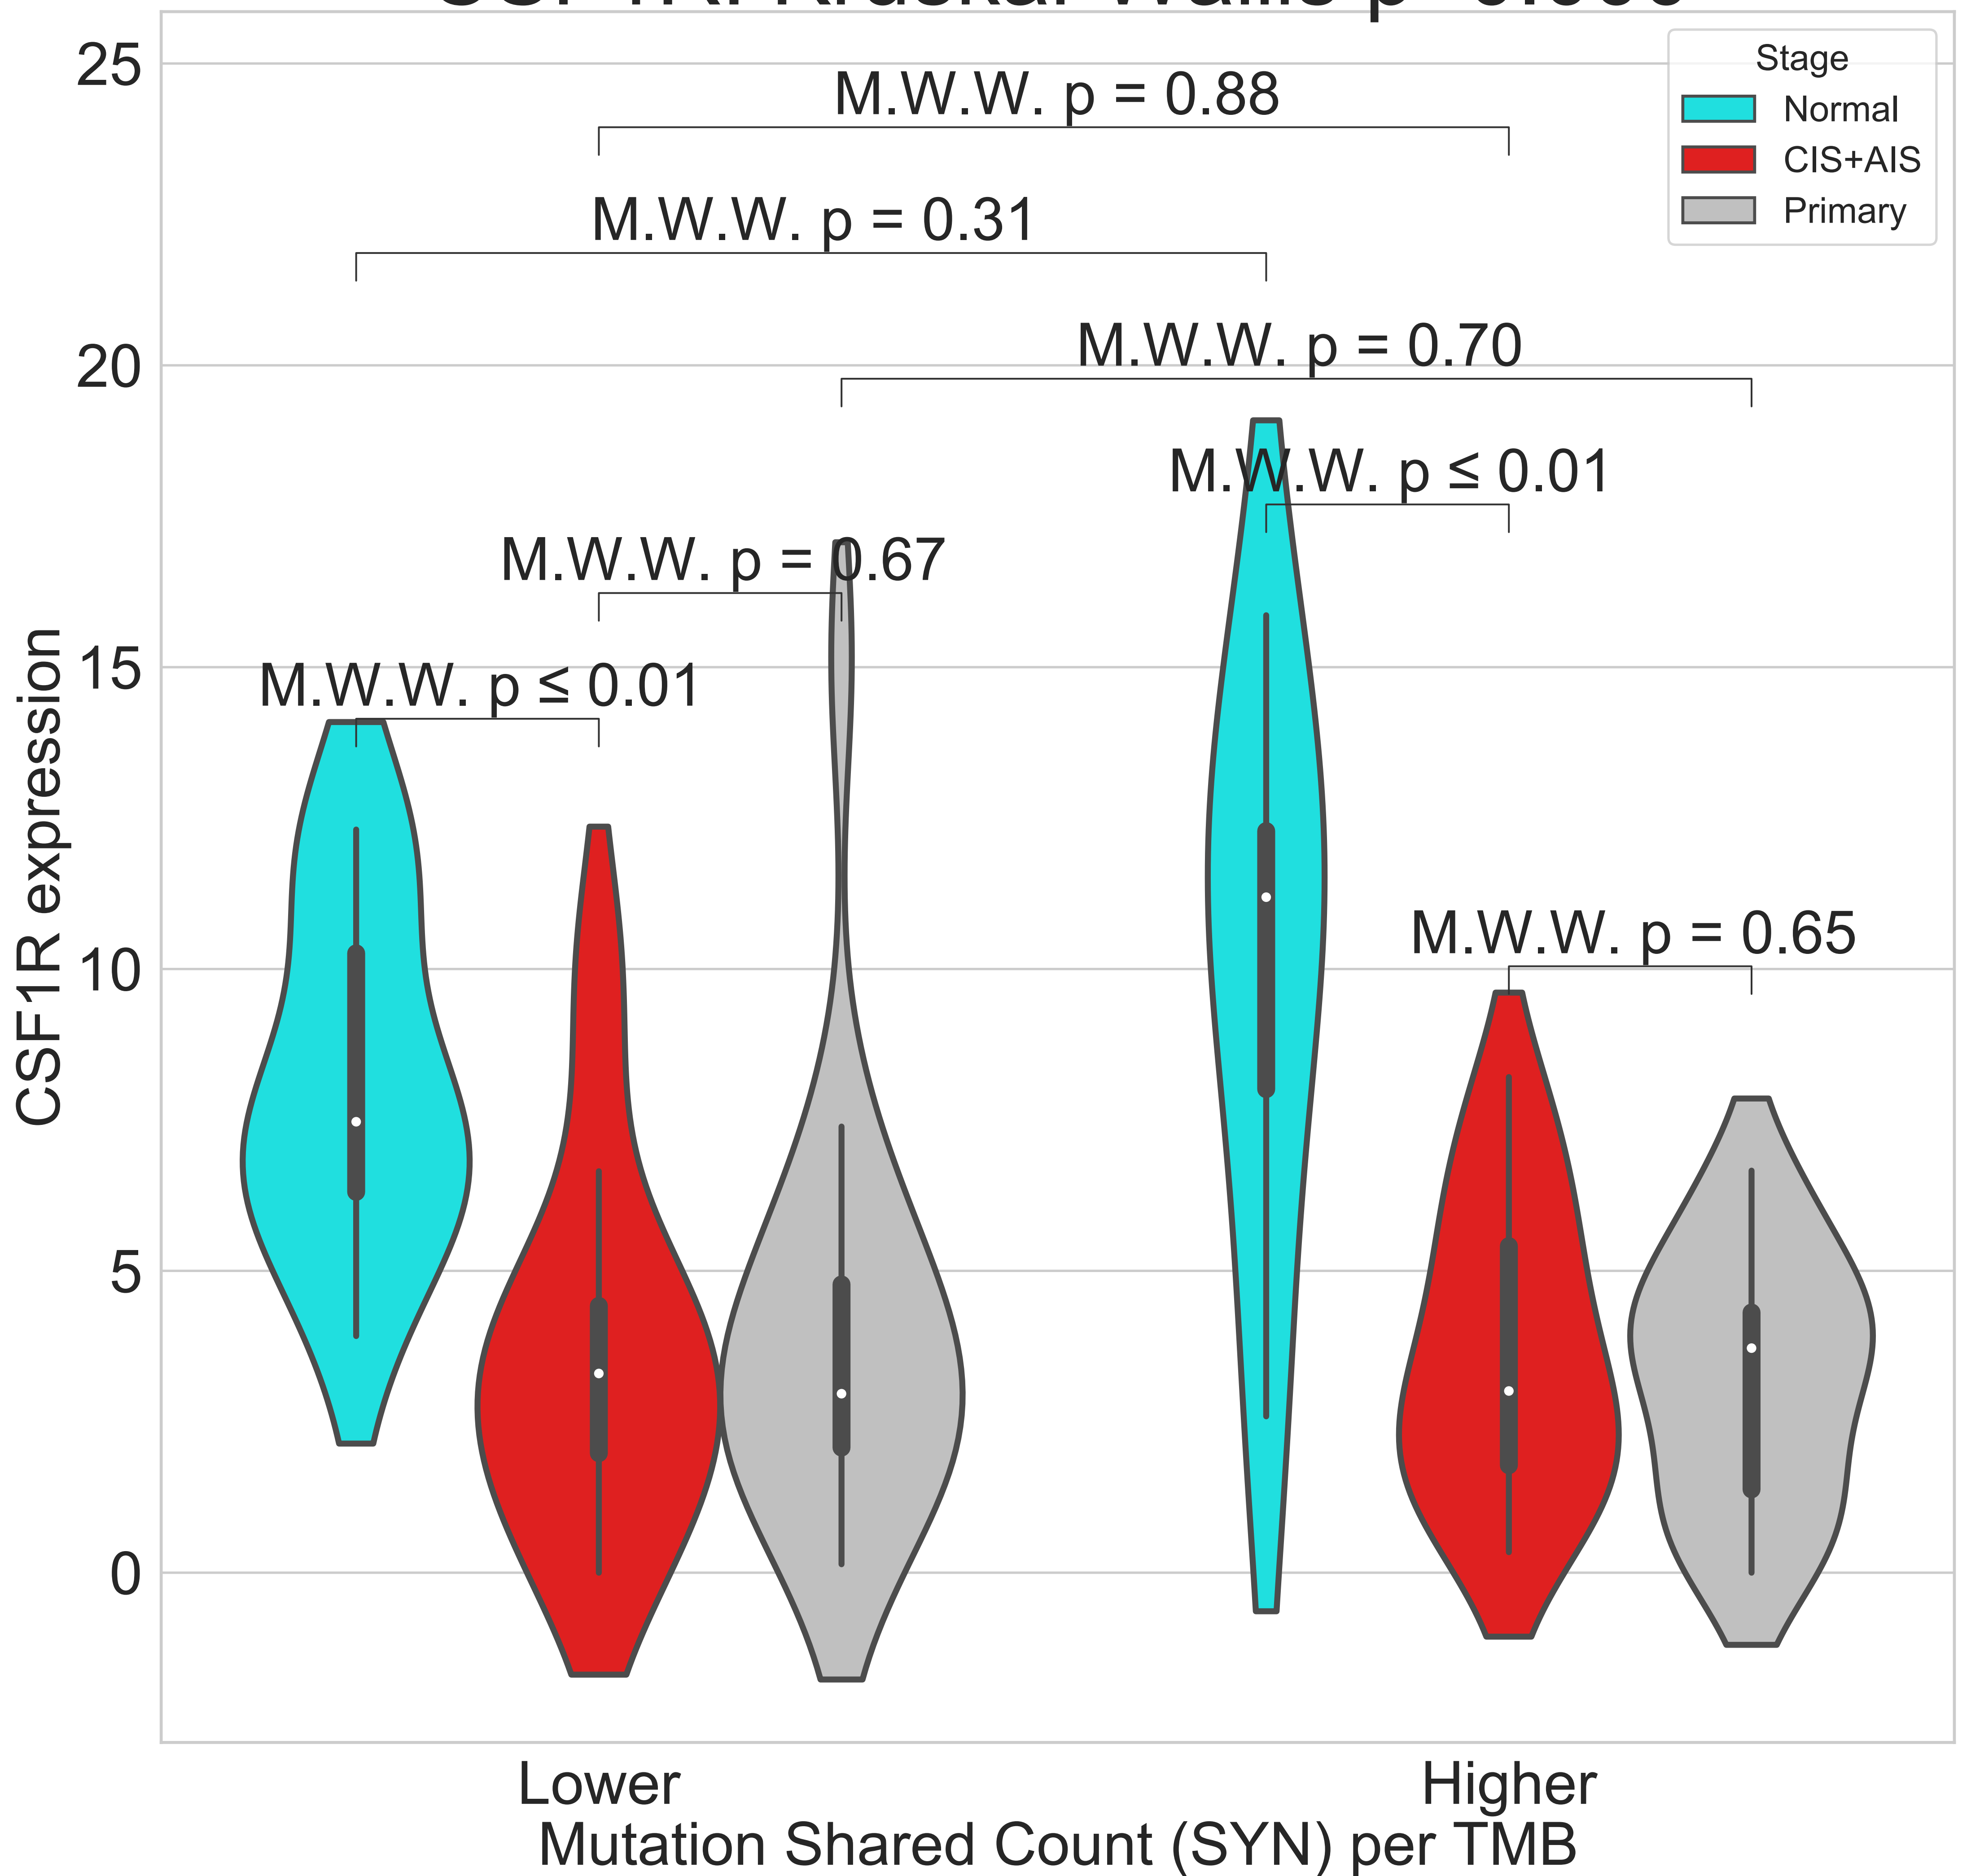 25
Stage
Normal
CIS+AIS
Primary
M.W.W. p = 0.88
M.W.W. p = 0.31
20
M.W.W. p = 0.70
M.W.W. p ≤ 0.01
M.W.W. p = 0.67
15
M.W.W. p ≤ 0.01
CSF1R expression
10
M.W.W. p = 0.65
5
0
Lower
Higher
Mutation Shared Count (SYN) per TMB